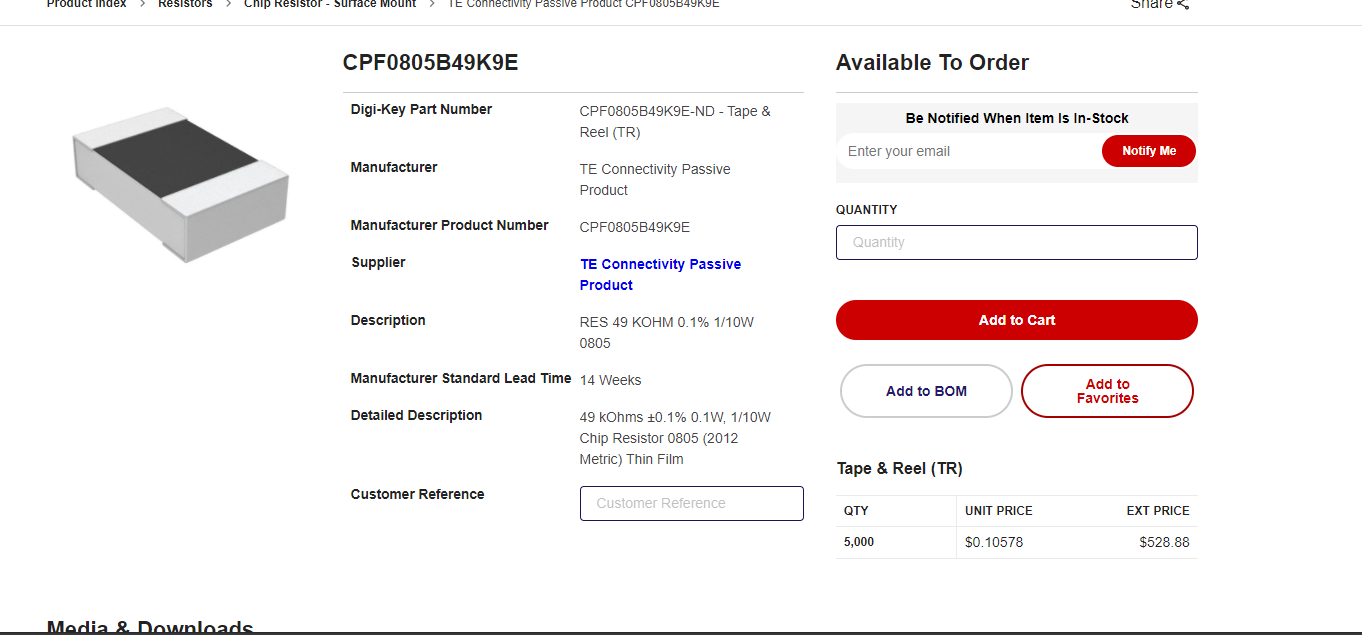 Product Index > Resistors > Chip Resistor - Surface Mount > TE Connectivity Passive Product CPF0805B49K9E
Share
CPF0805B49K9E
Digi-Key Part Number
CPF0805B49K9E-ND - Tape &
Reel (TR)
Manufacturer
TE Connectivity Passive
Product
Manufacturer Product Number
CPF0805B49K9E
Supplier
TE Connectivity Passive
Product
Description
RES 49 KOHM 0.1% 1/10W
0805
Manufacturer Standard Lead Time
14 Weeks
Detailed Description
49 kOhms ±0.1% 0.1W, 1/10W
Chip Resistor 0805 (2012
Metric) Thin Film
Customer Reference
Customer Reference
Available To Order
Be Notified When Item Is In-Stock
Enter your email
Notify Me
QUANTITY
Quantity
Add to Cart
Add to BOM
Add to
Favorites
Tape & Reel (TR)
QTY UNIT PRICE EXT PRICE
5,000 $0.10578 $528.88
Media & Downloads